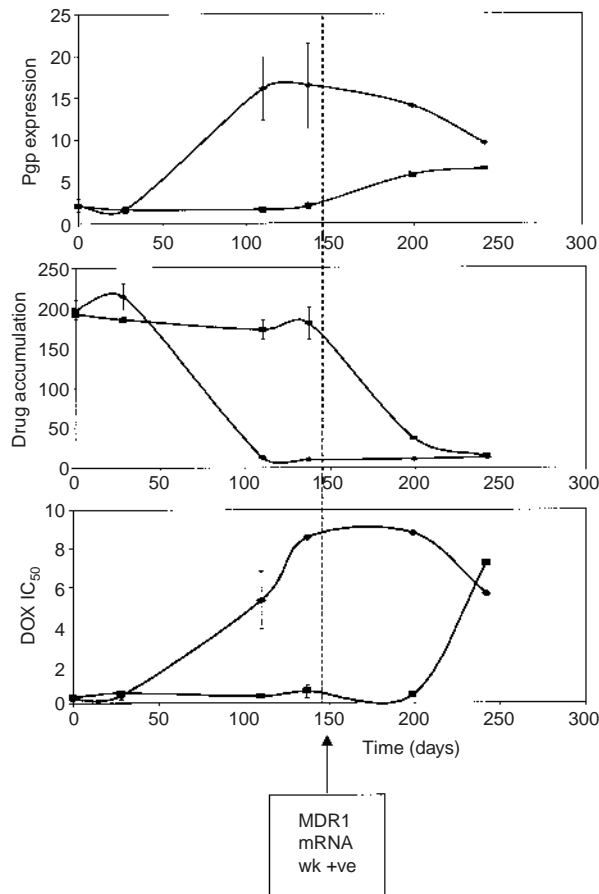 25
20
15
10
5
0
Pgp expression
0 50 100 150 200 250 300
250
200
150
100
50
0
Drug accumulation
0 50 100 150 200 250 300
10
8
6
4
2
0
DOX IC50
0 50 100 150 200 250 300
Time (days)
MDR1
mRNA
wk +ve